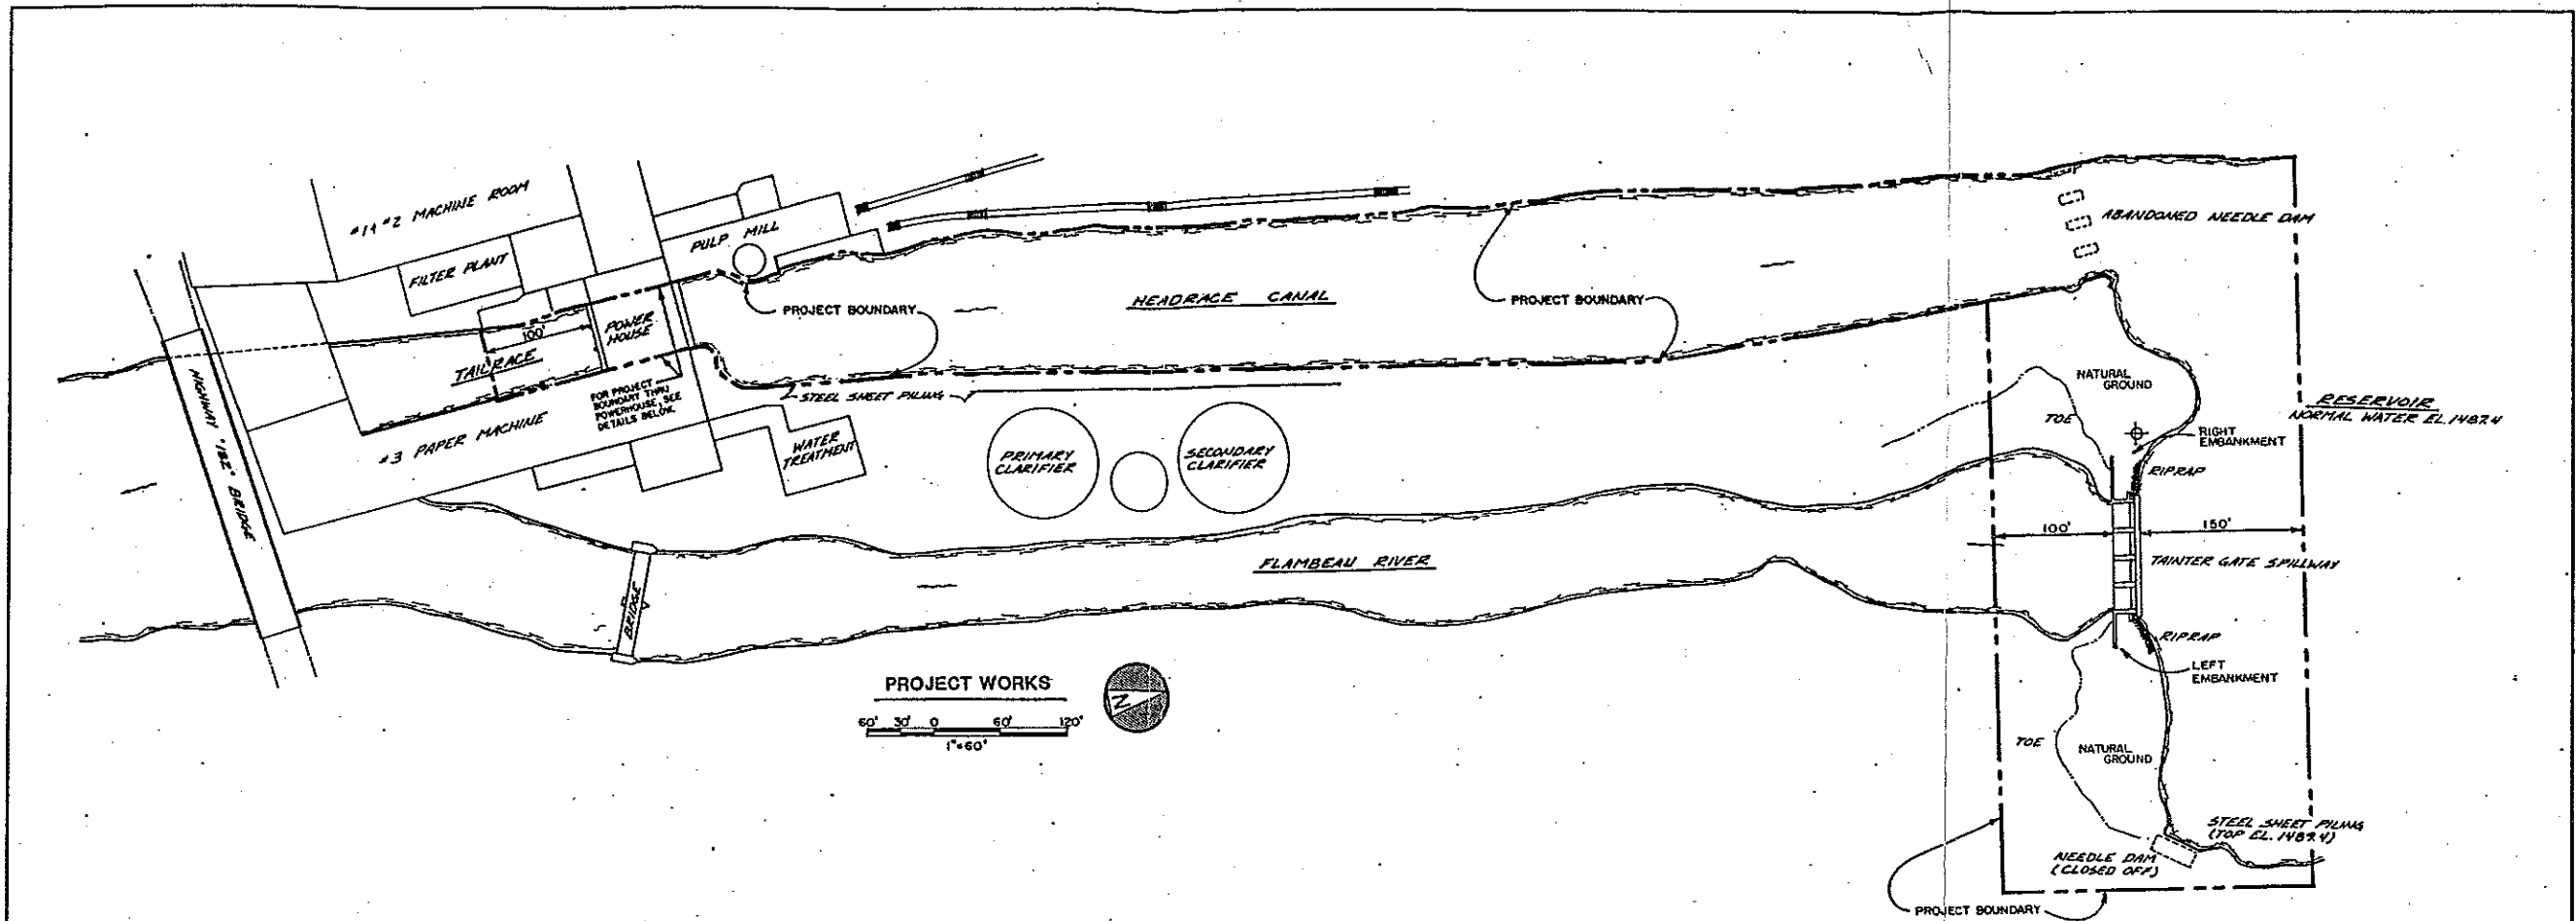 #1 & #2 MACHINE ROOM
FILTER PLANT
PULP MILL
POWER
HOUSE
100'
TAILRACE
#3 PAPER MACHINE
FOR PROJECT
BOUNDARY THRU
POWERHOUSE, SEE
DETAILS BELOW.
HIGHWAY "182" BRIDGE
PROJECT BOUNDARY
HEADRACE CANAL
PROJECT BOUNDARY
STEEL SHEET PILING
WATER
TREATMENT
PRIMARY
CLARIFIER
SECONDARY
CLARIFIER
ABANDONED NEEDLE DAM
NATURAL
GROUND
TOE
RESERVOIR
NORMAL WATER EL. 1487.4
RIGHT
EMBANKMENT
RIPRAP
100'
150'
TAINTER GATE SPILLWAY
FLAMBEAU RIVER
BRIDGE
RIPRAP
LEFT
EMBANKMENT
TOE
NATURAL
GROUND
STEEL SHEET PILING
(TOP EL. 1489.4)
NEEDLE DAM
(CLOSED OFF)
PROJECT BOUNDARY
PROJECT WORKS
N
60' 30' 0 60' 120'
1"=60'